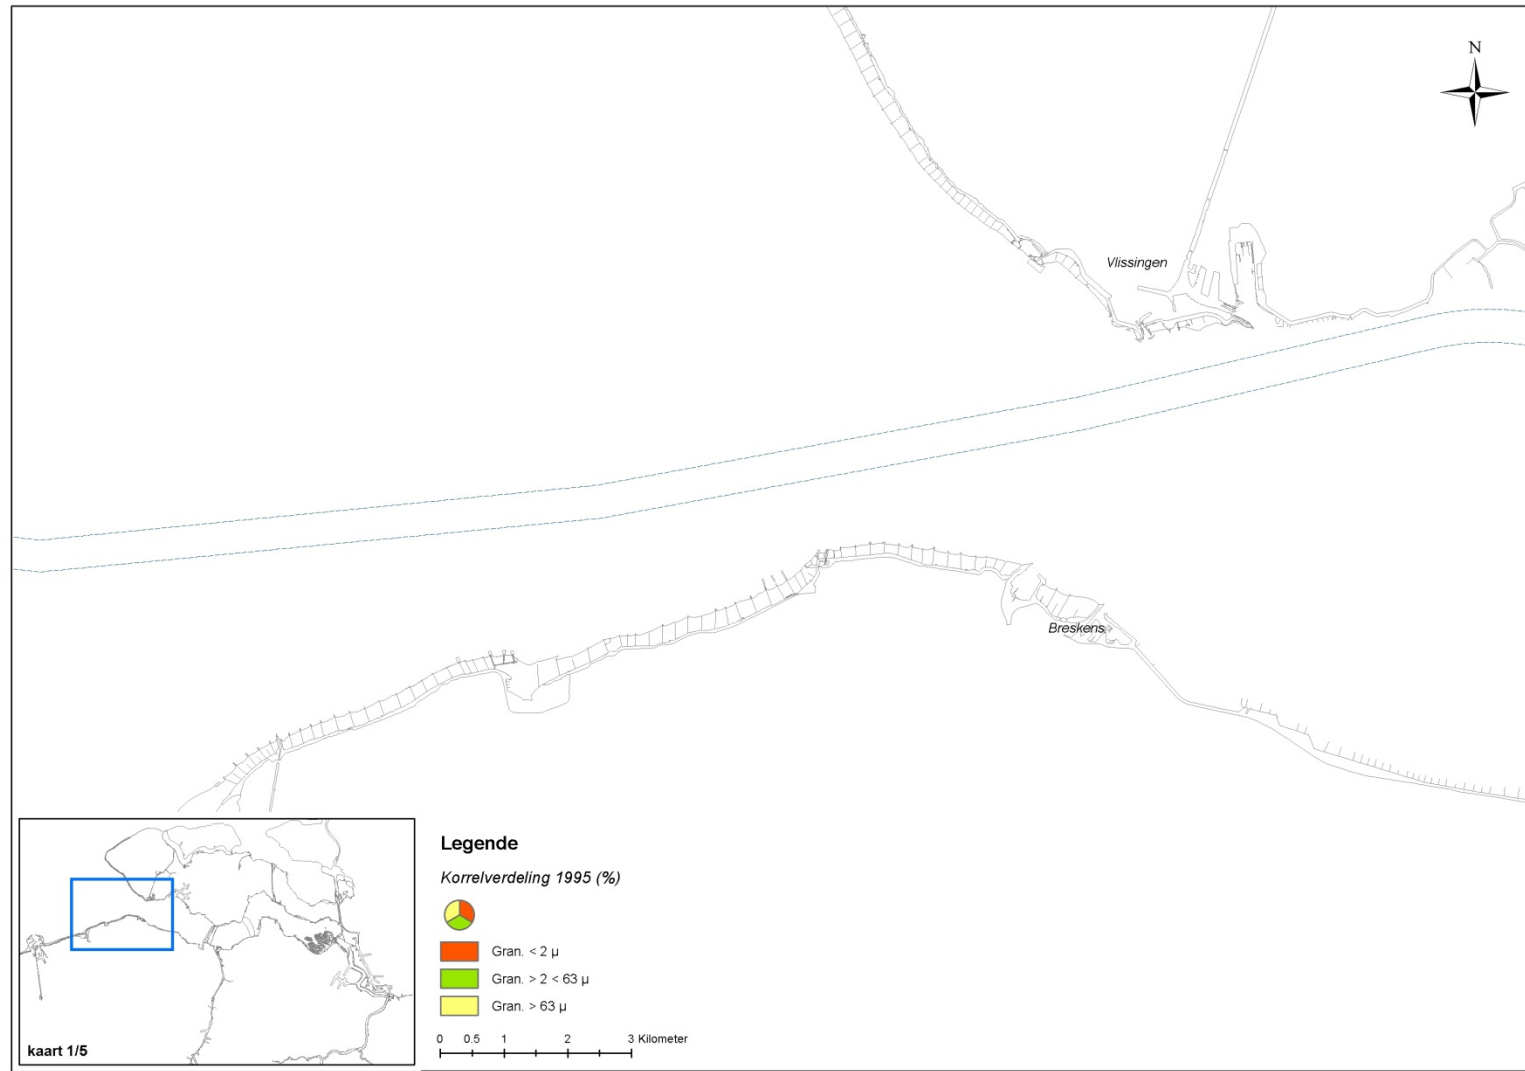 N
Vlissingen
Breskens
Legende
Korrelverdeling 1995 (%)
Gran. < 2 µ
Gran. > 2 < 63 µ
Gran. > 63 µ
0 0.5 1 2 3 Kilometer
kaart 1/5